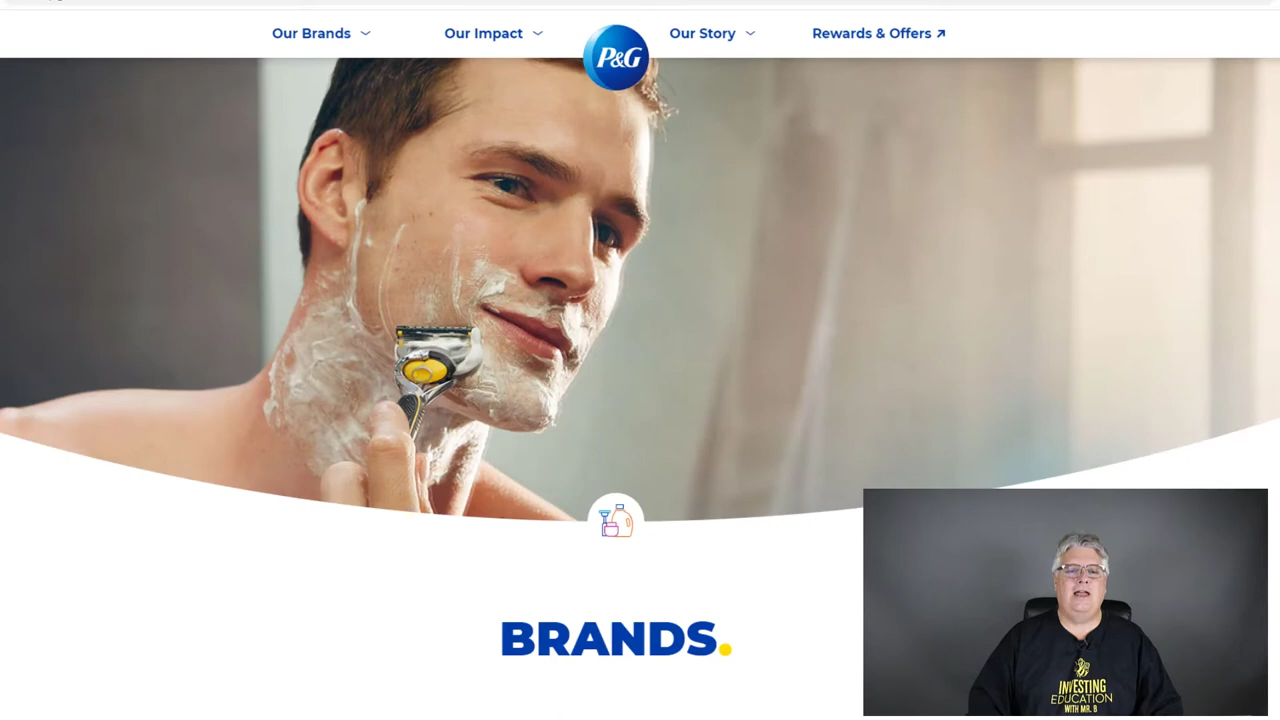 Our Brands
Our Impact
P&G
Our Story
Rewards & Offers
BRANDS.
INVESTING
EDUCATION
WITH MR. B